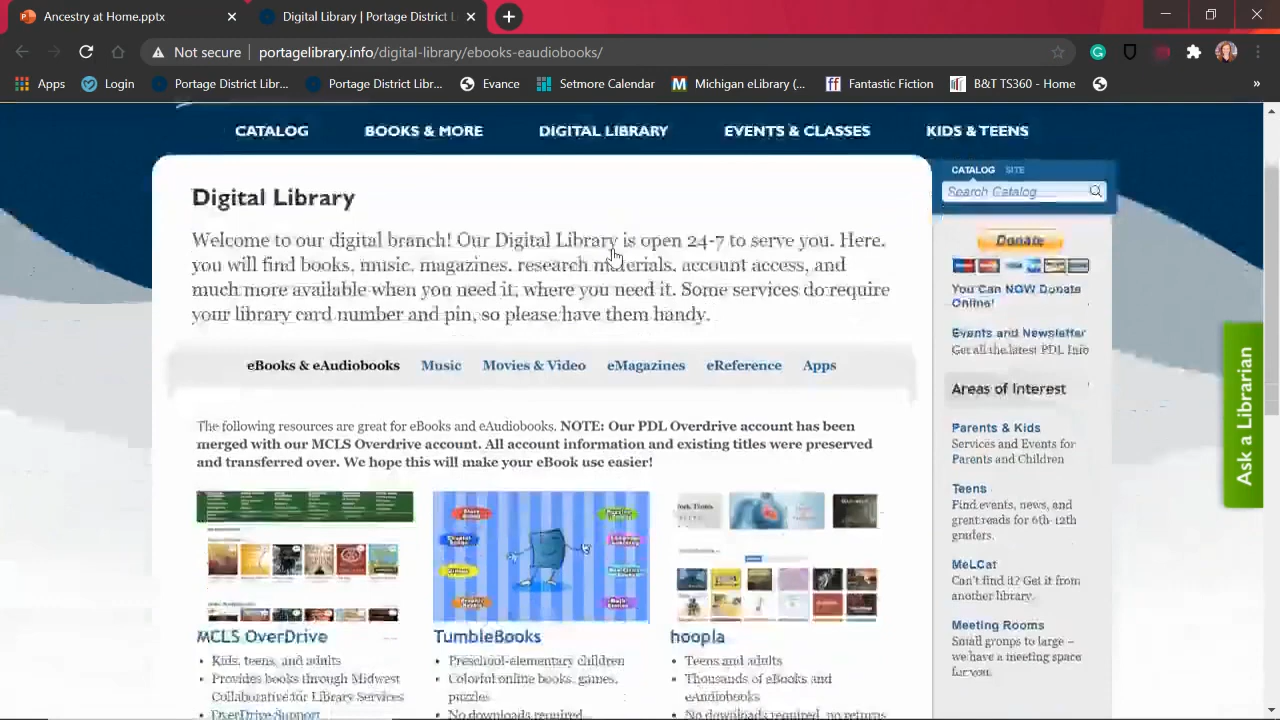 Ancestry at Home.pptx
Digital Library | Portage District L
Not secure | portagelibrary.info/digital-library/ebooks-eaudiobooks/
Apps Login Portage District Libr... Portage District Libr... Evance Setmore Calendar Michigan eLibrary (... Fantastic Fiction B&T TS360 - Home
CATALOG BOOKS & MORE DIGITAL LIBRARY EVENTS & CLASSES KIDS & TEENS
Digital Library
Welcome to our digital branch! Our Digital Library is open 24-7 to serve you. Here,
you will find books, music, magazines, research materials, account access, and
much more available when you need it, where you need it. Some services do require
your library card number and pin, so please have them handy.
eBooks & eAudiobooks Music Movies & Video eMagazines eReference Apps
The following resources are great for eBooks and eAudiobooks. NOTE: Our PDL Overdrive account has been
merged with our MCLS Overdrive account. All account information and existing titles were preserved
and transferred over. We hope this will make your eBook use easier!
MCLS OverDrive
• Kids, teens, and adults
• Provides access through Midwest
Collaborative for Library Services
• OverDrive Support
TumbleBooks
• Preschool-elementary children
• Colorful online books, games,
puzzles
• No downloads required
hoopla
• Teens and adults
• Thousands of eBooks and
eAudiobooks
• No downloads required, no returns
CATALOG SITE
Search Catalog
Donate
You Can NOW Donate
Online!
Events and Newsletter
Get all the latest PDL Info
Areas of Interest
Parents & Kids
Services and Events for
Parents and Children
Teens
Find events, news, and
great reads for 6th-12th
graders.
MeLCat
Can't find it? Get it from
another library.
Meeting Rooms
Small groups to large –
we have a meeting space
for you.
Ask a Librarian